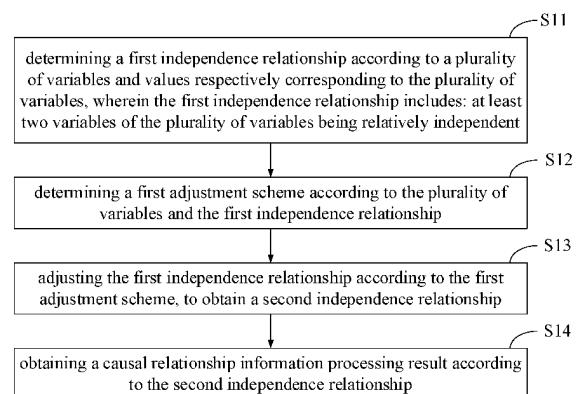 S11
determining a first independence relationship according to a plurality
of variables and values respectively corresponding to the plurality of
variables, wherein the first independence relationship includes: at least
two variables of the plurality of variables being relatively independent
S12
determining a first adjustment scheme according to the plurality of
variables and the first independence relationship
S13
adjusting the first independence relationship according to the first
adjustment scheme, to obtain a second independence relationship
S14
obtaining a causal relationship information processing result according
to the second independence relationship